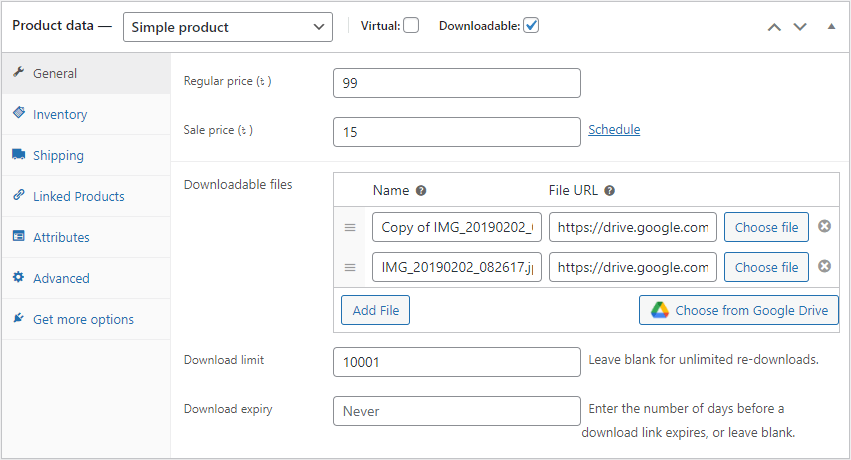 Product data — Simple product Virtual: Downloadable:
General
Inventory
Shipping
Linked Products
Attributes
Advanced
Get more options
Regular price (৳ ) 99
Sale price (৳ ) 15 Schedule
Downloadable files
Name File URL
Copy of IMG_20190202_ https://drive.google.com Choose file
IMG_20190202_082617.jp https://drive.google.com Choose file
Add File Choose from Google Drive
Download limit 10001 Leave blank for unlimited re-downloads.
Download expiry Never Enter the number of days before a
download link expires, or leave blank.